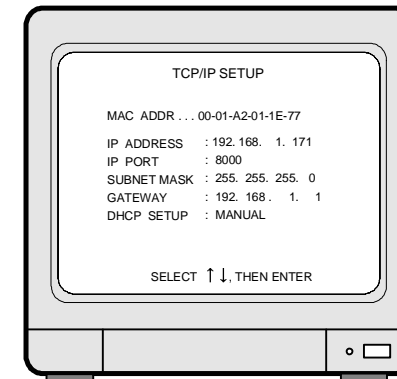 TCP/IP SETUP
MAC ADDR . . . 00-01-A2-01-1E-77
IP ADDRESS : 192. 168. 1. 171
IP PORT : 8000
SUBNET MASK : 255. 255. 255. 0
GATEWAY : 192. 168 . 1. 1
DHCP SETUP : MANUAL
SELECT ↑↓, THEN ENTER